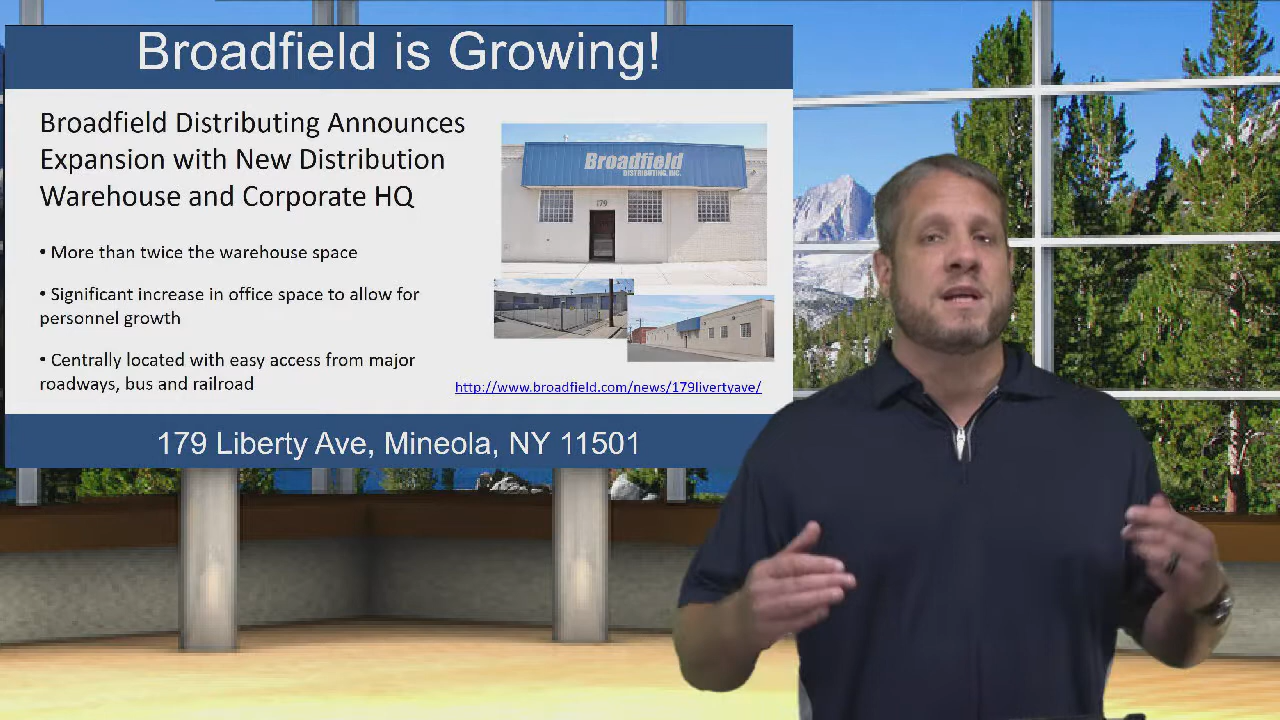 Broadfield is Growing!
Broadfield Distributing Announces
Expansion with New Distribution
Warehouse and Corporate HQ
• More than twice the warehouse space
• Significant increase in office space to allow for
personnel growth
• Centrally located with easy access from major
roadways, bus and railroad
Broadfield
DISTRIBUTING, INC.
179
http://www.broadfield.com/news/179livertyave/
179 Liberty Ave, Mineola, NY 11501